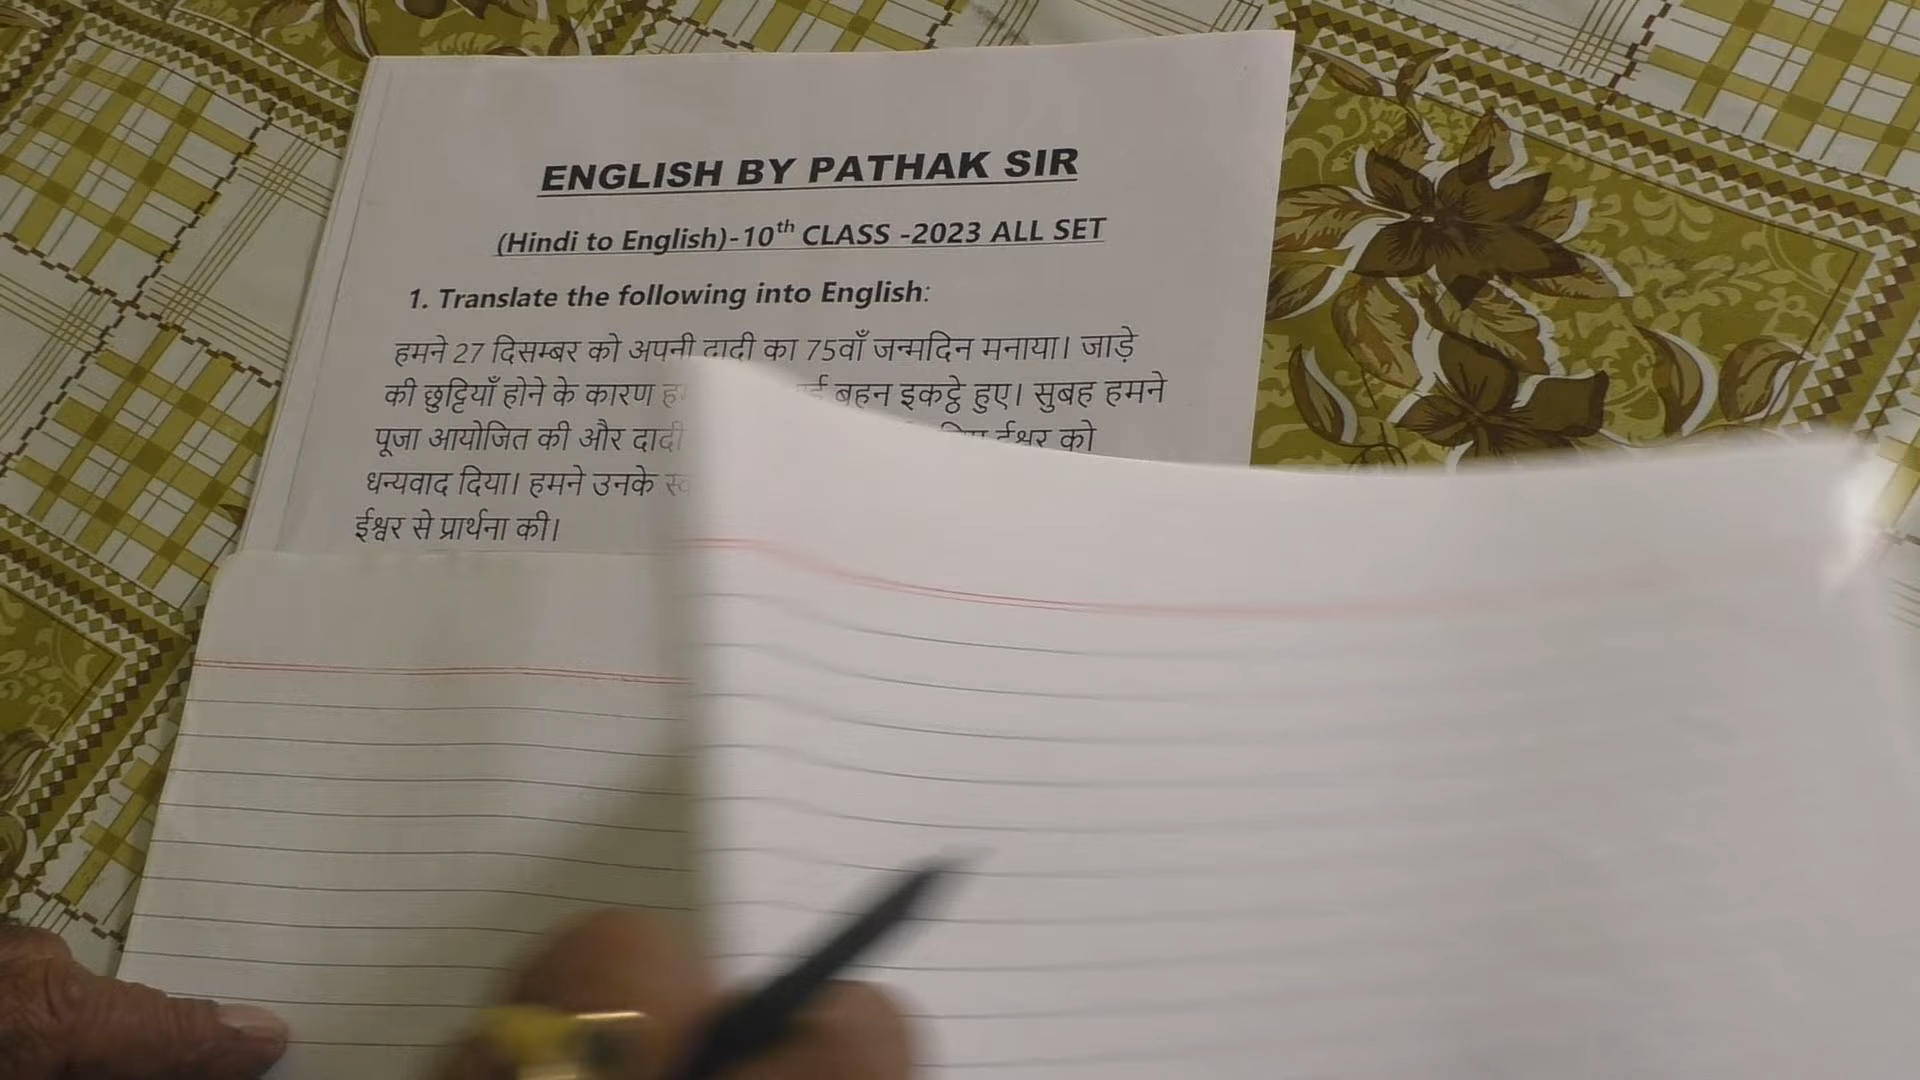 ENGLISH BY PATHAK SIR
(Hindi to English)-10th CLASS -2023 ALL SET
1. Translate the following into English:
हमने 27 दिसम्बर को अपनी दादी का 75वाँ जन्मदिन मनाया। जाड़े
की छुट्टियाँ होने के कारण बहन इकट्ठे हुए। सुबह हमने
पूजा आयोजित की और दादी ईश्वर को
धन्यवाद दिया। हमने उनके
ईश्वर से प्रार्थना की।